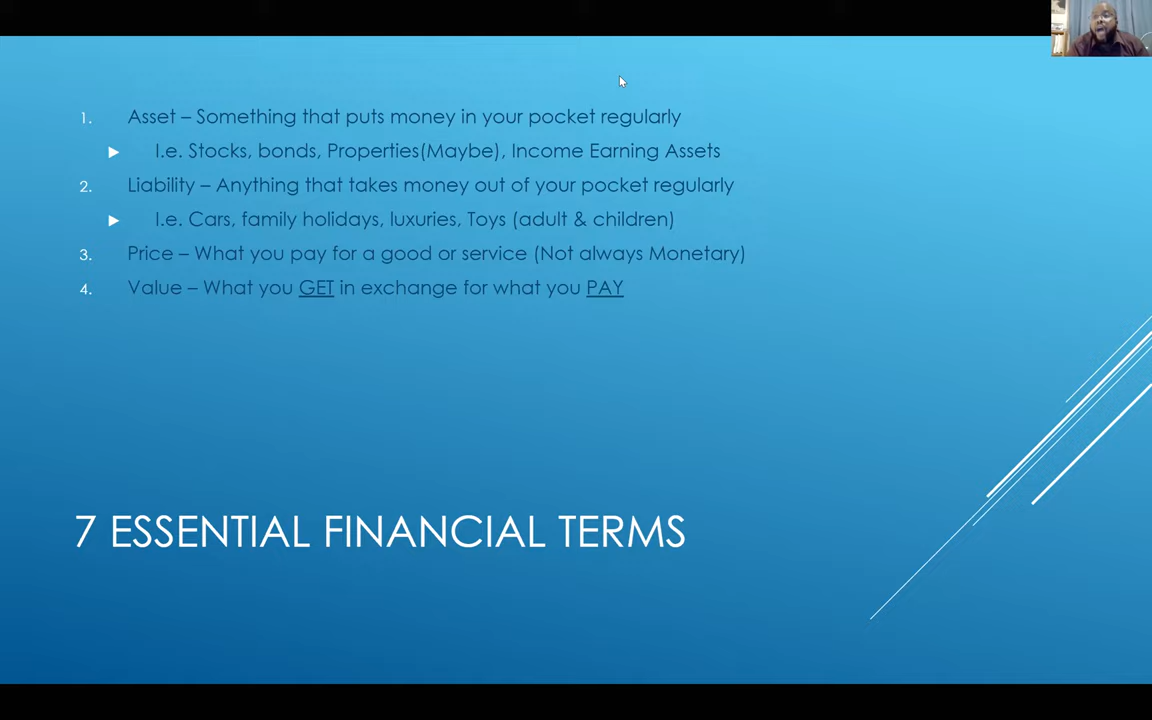 1. Asset – Something that puts money in your pocket regularly
I.e. Stocks, bonds, Properties(Maybe), Income Earning Assets
2. Liability – Anything that takes money out of your pocket regularly
I.e. Cars, family holidays, luxuries, Toys (adult & children)
3. Price – What you pay for a good or service (Not always Monetary)
4. Value – What you GET in exchange for what you PAY
7 ESSENTIAL FINANCIAL TERMS